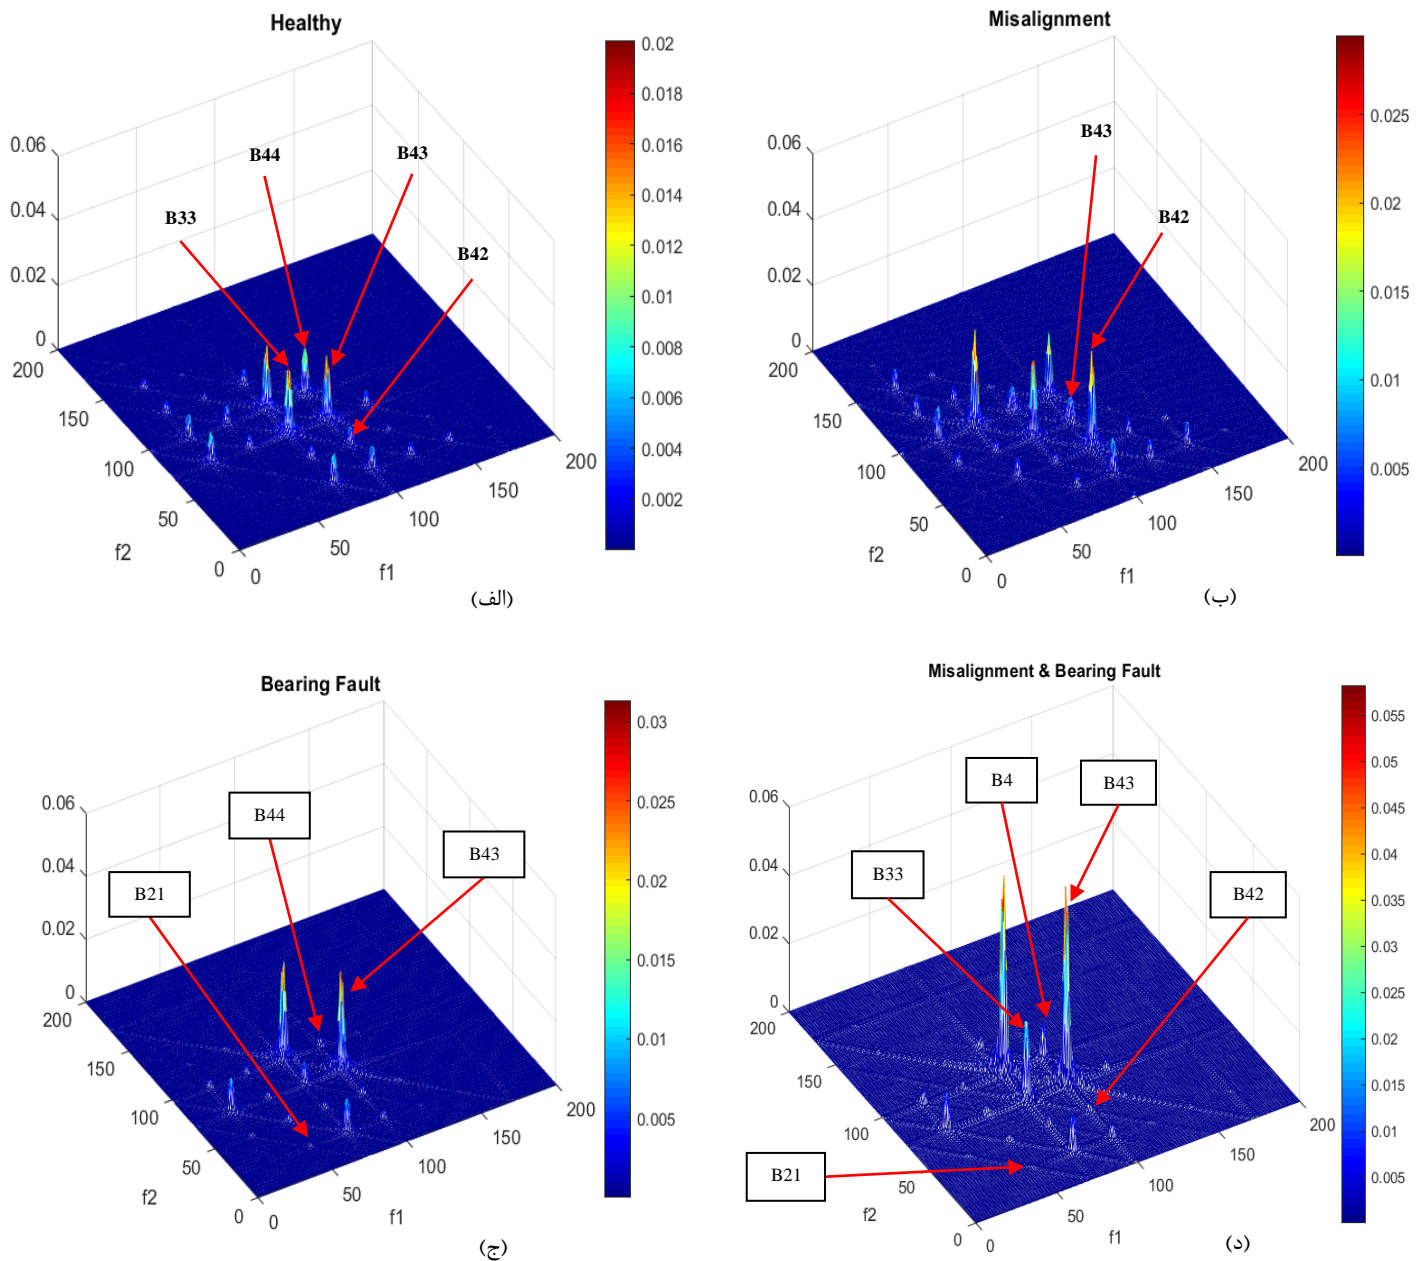 Healthy
0.06
0.04
0.02
0
200
150
100
50
0
f2
0
50
100
150
200
f1
B33
B44
B43
B42
0.02
0.018
0.016
0.014
0.012
0.01
0.008
0.006
0.004
0.002
(الف)
Misalignment
0.06
0.04
0.02
0
200
150
100
50
0
f2
0
50
100
150
200
f1
B43
B42
0.025
0.02
0.015
0.01
0.005
(ب)
Bearing Fault
0.06
0.04
0.02
0
200
150
100
50
0
f2
0
50
100
150
200
f1
B21
B44
B43
0.03
0.025
0.02
0.015
0.01
0.005
(ج)
Misalignment & Bearing Fault
0.06
0.04
0.02
0
200
150
100
50
0
f2
0
50
100
150
200
f1
B4
B43
B33
B42
B21
0.055
0.05
0.045
0.04
0.035
0.03
0.025
0.02
0.015
0.01
0.005
(د)